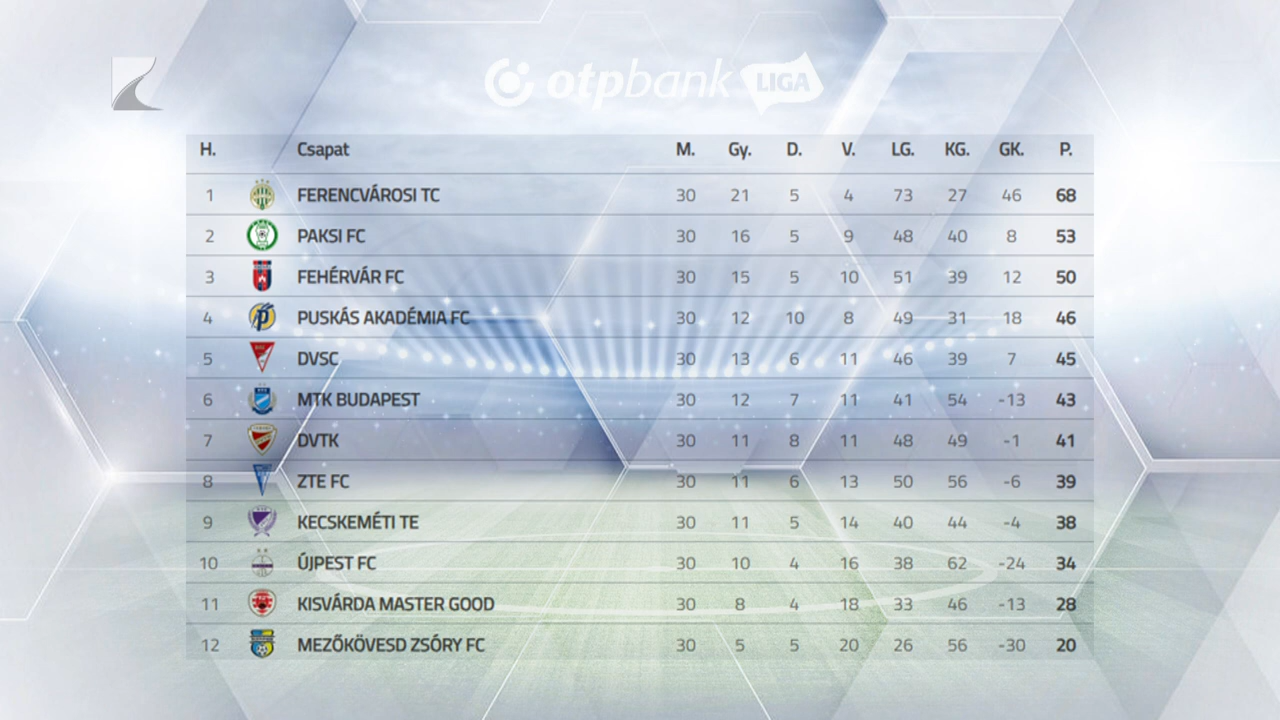 otpbank LIGA
H. Csapat M. Gy. D. V. LG. KG. GK. P.
1 FERENCVÁROSI TC 30 21 5 4 73 27 46 68
2 PAKSI FC 30 16 5 9 48 40 8 53
3 FEHÉRVÁR FC 30 15 5 10 51 39 12 50
4 PUSKÁS AKADÉMIA FC 30 12 10 8 49 31 18 46
5 DVSC 30 13 6 11 46 39 7 45
6 MTK BUDAPEST 30 12 7 11 41 54 -13 43
7 DVTK 30 11 8 11 48 49 -1 41
8 ZTE FC 30 11 6 13 50 56 -6 39
9 KECSKEMÉTI TE 30 11 5 14 40 44 -4 38
10 ÚJPEST FC 30 10 4 16 38 62 -24 34
11 KISVÁRDA MASTER GOOD 30 8 4 18 33 46 -13 28
12 MEZŐKÖVESD ZSÓRY FC 30 5 5 20 26 56 -30 20